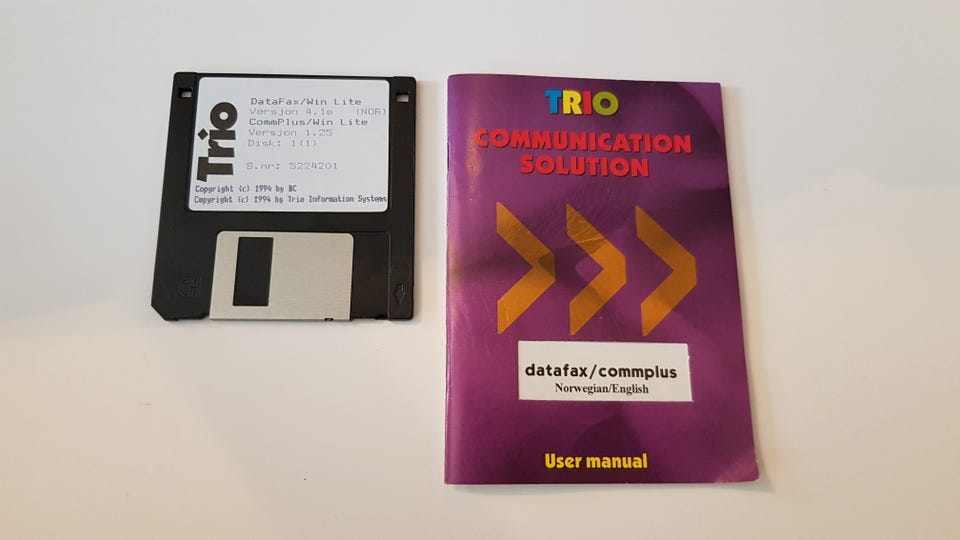 Trio
DataFax/Win Lite
Versjon 4.1e (NOR)
CommPlus/Win Lite
Versjon 1.25
Disk: 1(1)
S.nr: 5224201
Copyright (c) 1994 by BC
Copyright (c) 1994 by Trio Information Systems
TRIO
COMMUNICATION
SOLUTION
datafax/commplus
Norwegian/English
User manual